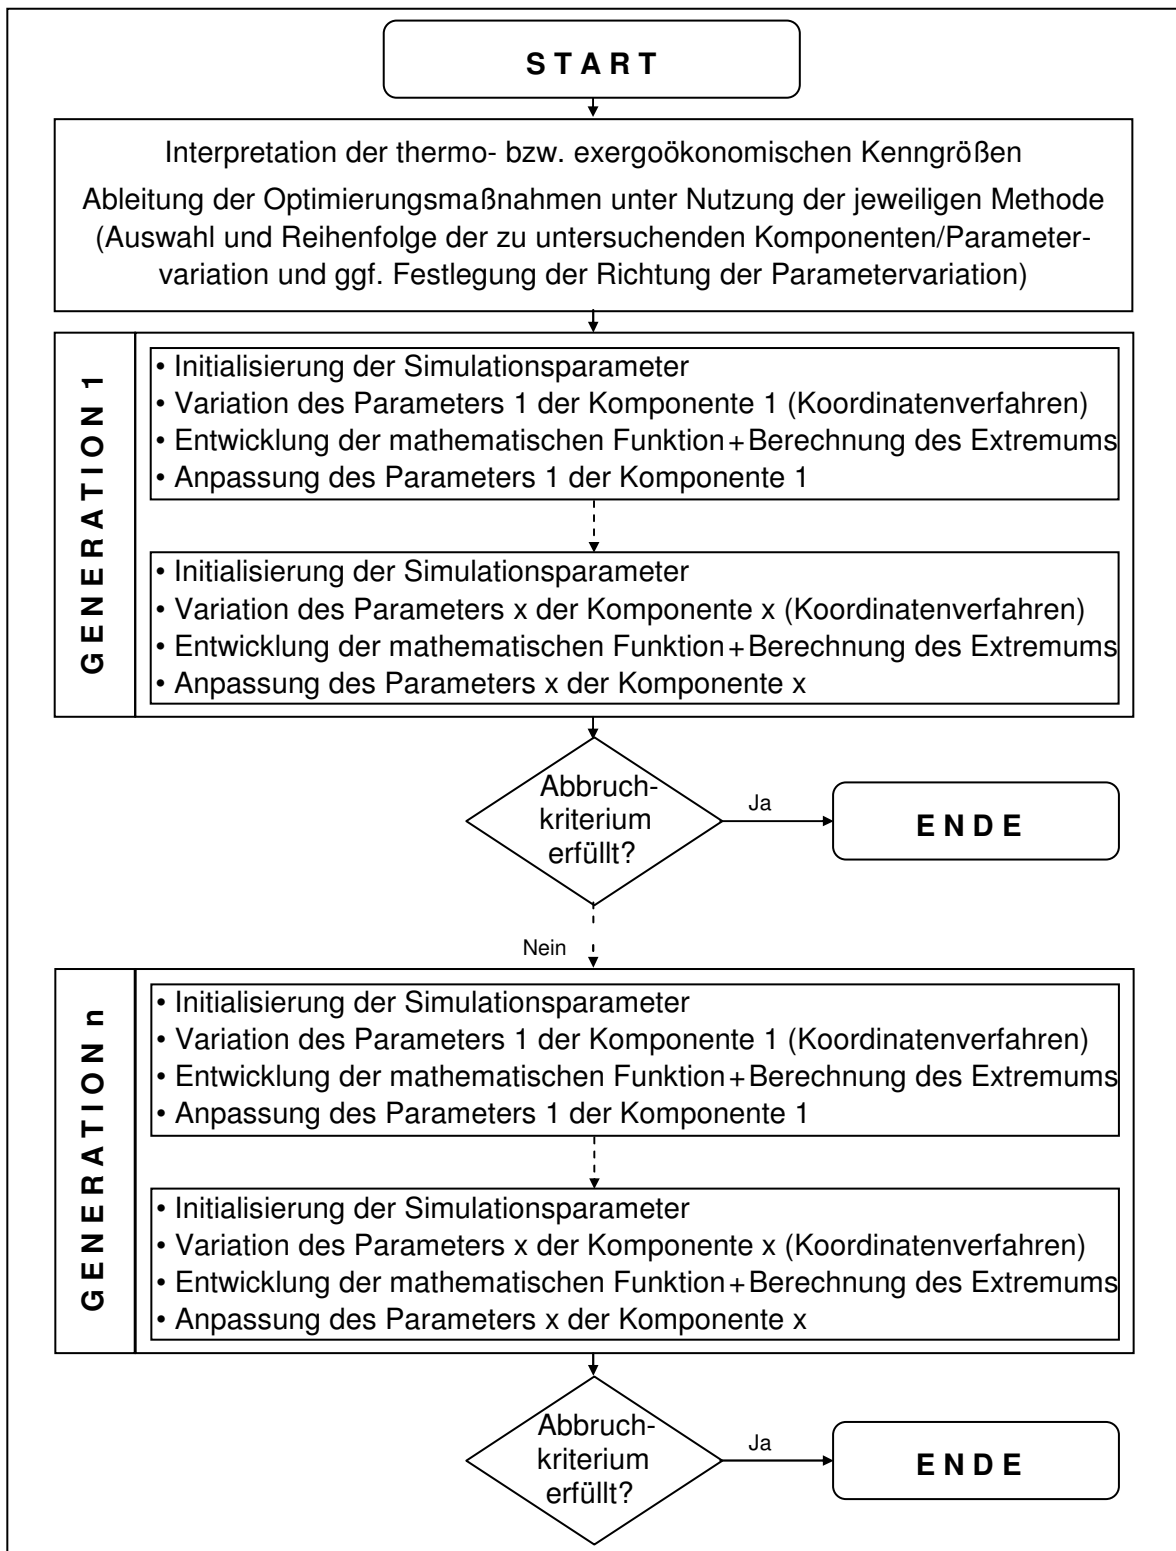 START
Interpretation der thermo- bzw. exergoökonomischen Kenngrößen
Ableitung der Optimierungsmaßnahmen unter Nutzung der jeweiligen Methode
(Auswahl und Reihenfolge der zu untersuchenden Komponenten/Parameter-
variation und ggf. Festlegung der Richtung der Parametervariation)
GENERATION 1
• Initialisierung der Simulationsparameter
• Variation des Parameters 1 der Komponente 1 (Koordinatenverfahren)
• Entwicklung der mathematischen Funktion+Berechnung des Extremums
• Anpassung des Parameters 1 der Komponente 1
• Initialisierung der Simulationsparameter
• Variation des Parameters x der Komponente x (Koordinatenverfahren)
• Entwicklung der mathematischen Funktion+Berechnung des Extremums
• Anpassung des Parameters x der Komponente x
Abbruch-
kriterium
erfüllt?
Ja
ENDE
Nein
GENERATION n
• Initialisierung der Simulationsparameter
• Variation des Parameters 1 der Komponente 1 (Koordinatenverfahren)
• Entwicklung der mathematischen Funktion+Berechnung des Extremums
• Anpassung des Parameters 1 der Komponente 1
• Initialisierung der Simulationsparameter
• Variation des Parameters x der Komponente x (Koordinatenverfahren)
• Entwicklung der mathematischen Funktion+Berechnung des Extremums
• Anpassung des Parameters x der Komponente x
Abbruch-
kriterium
erfüllt?
Ja
ENDE